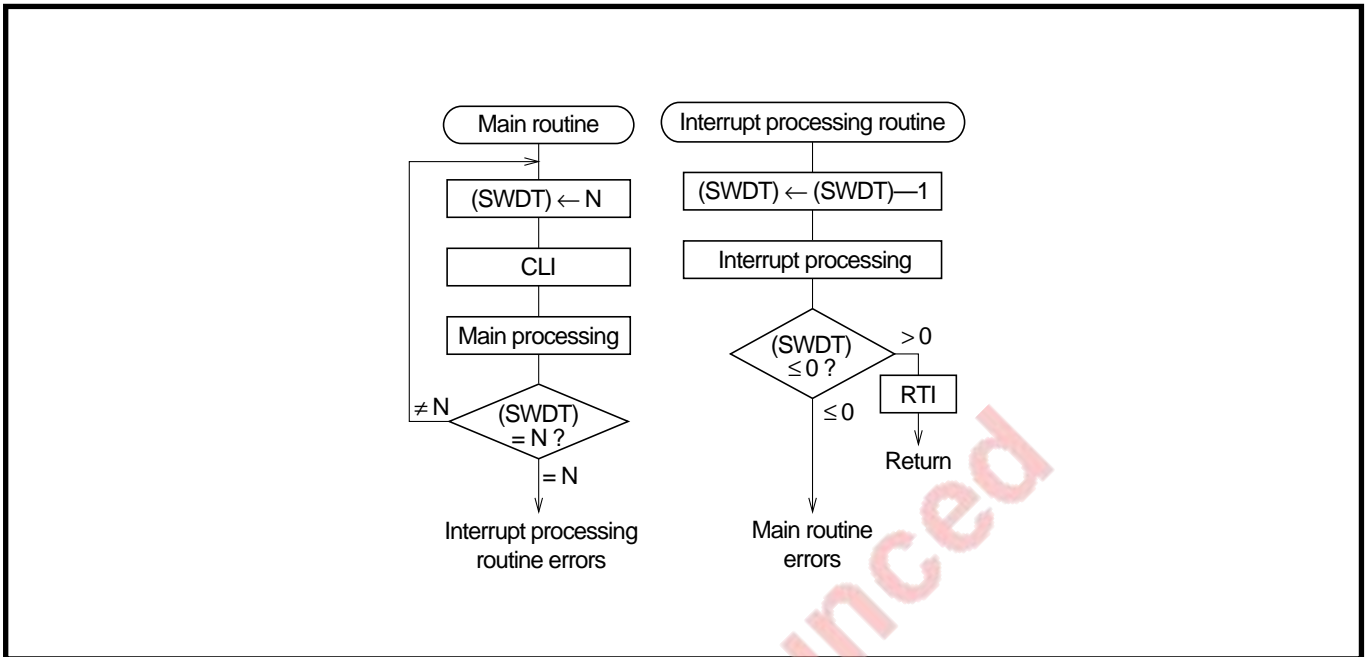 Main routine
(SWDT) ← N
CLI
Main processing
≠ N
(SWDT)
= N ?
= N
Interrupt processing
routine errors
Interrupt processing routine
(SWDT) ← (SWDT)—1
Interrupt processing
(SWDT)
≤ 0 ?
> 0
RTI
Return
≤ 0
Main routine
errors